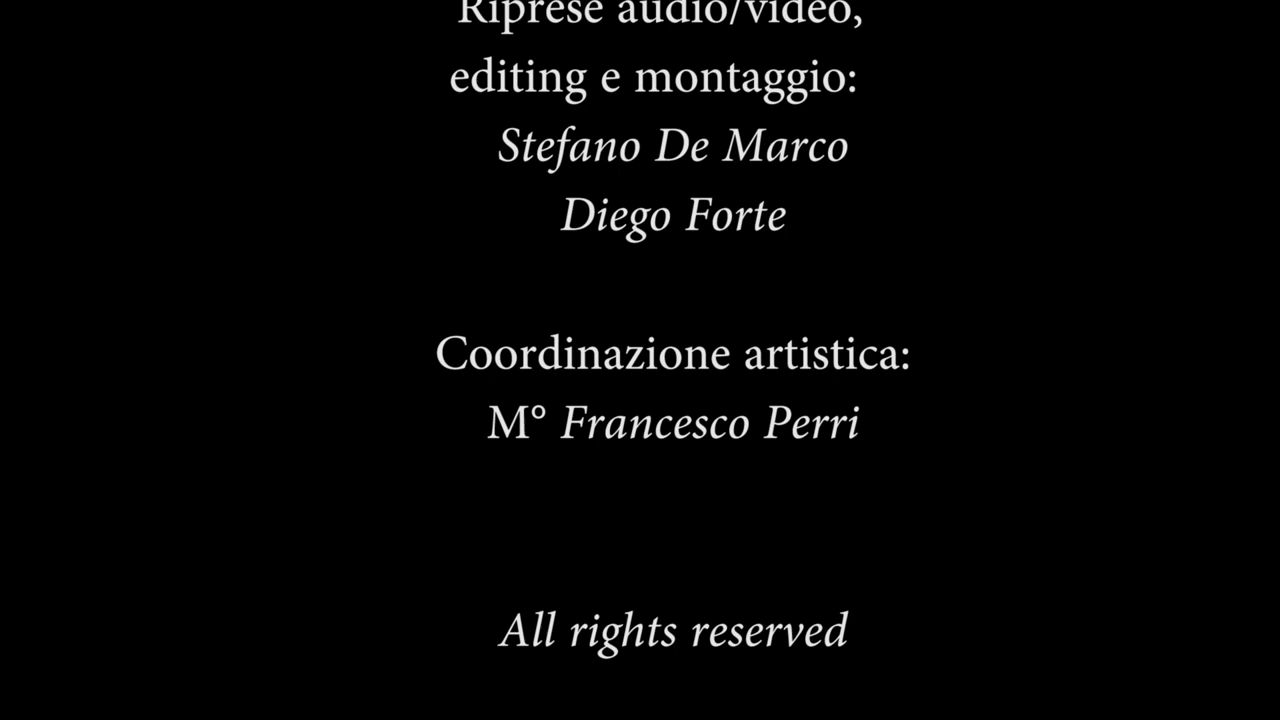 Riprese audio/video,
editing e montaggio:
Stefano De Marco
Diego Forte
Coordinazione artistica:
M° Francesco Perri
All rights reserved